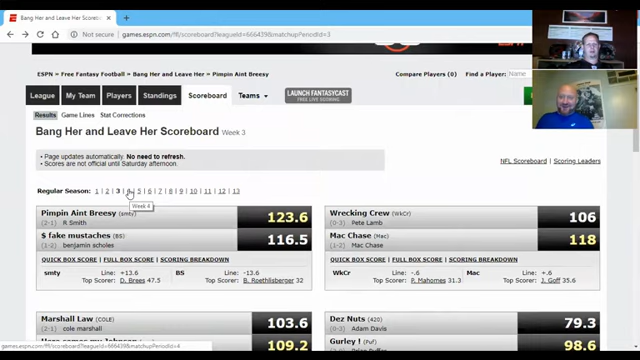 Bang Her and Leave Her Scoreboard
Not secure | games.espn.com/ffl/scoreboard?leagueId=666439&matchupPeriodId=3
ESPN
ESPN > Free Fantasy Football > Bang Her and Leave Her > Pimpin Aint Breesy
Compare Players (0)
Find a Player: Name
League
My Team
Players
Standings
Scoreboard
Teams
LAUNCH FANTASYCAST
FREE LIVE SCORING
Results Game Lines Stat Corrections
Bang Her and Leave Her Scoreboard Week 3
• Page updates automatically. No need to refresh.
• Scores are not official until Saturday afternoon.
NFL Scoreboard | Scoring Leaders
Regular Season: 1 | 2 | 3 | 4 | 5 | 6 | 7 | 8 | 9 | 10 | 11 | 12 | 13
Week 4
Pimpin Aint Breesy (smty)
(2-1) R Smith
123.6
$ fake mustaches (BS)
(1-2) benjamin scholes
116.5
QUICK BOX SCORE | FULL BOX SCORE | SCORING BREAKDOWN
smty Line: +13.6
Top Scorer: D. Brees 47.5
BS Line: -13.6
Top Scorer: B. Roethlisberger 32
Wrecking Crew (WkCr)
(0-3) Pete Lamb
106
Mac Chase (Mac)
(1-2) Mac Chase
118
QUICK BOX SCORE | FULL BOX SCORE | SCORING BREAKDOWN
WkCr Line: -.6
Top Scorer: P. Mahomes 31.3
Mac Line: +.6
Top Scorer: J. Goff 35.6
Marshall Law (COLE)
(2-1) cole marshall
103.6
109.2
Dez Nuts (420)
(0-3) Adam Davis
79.3
Gurley ! (Puf)
98.6
games.espn.com/ffl/scoreboard?leagueId=666439&matchupPeriodId=4